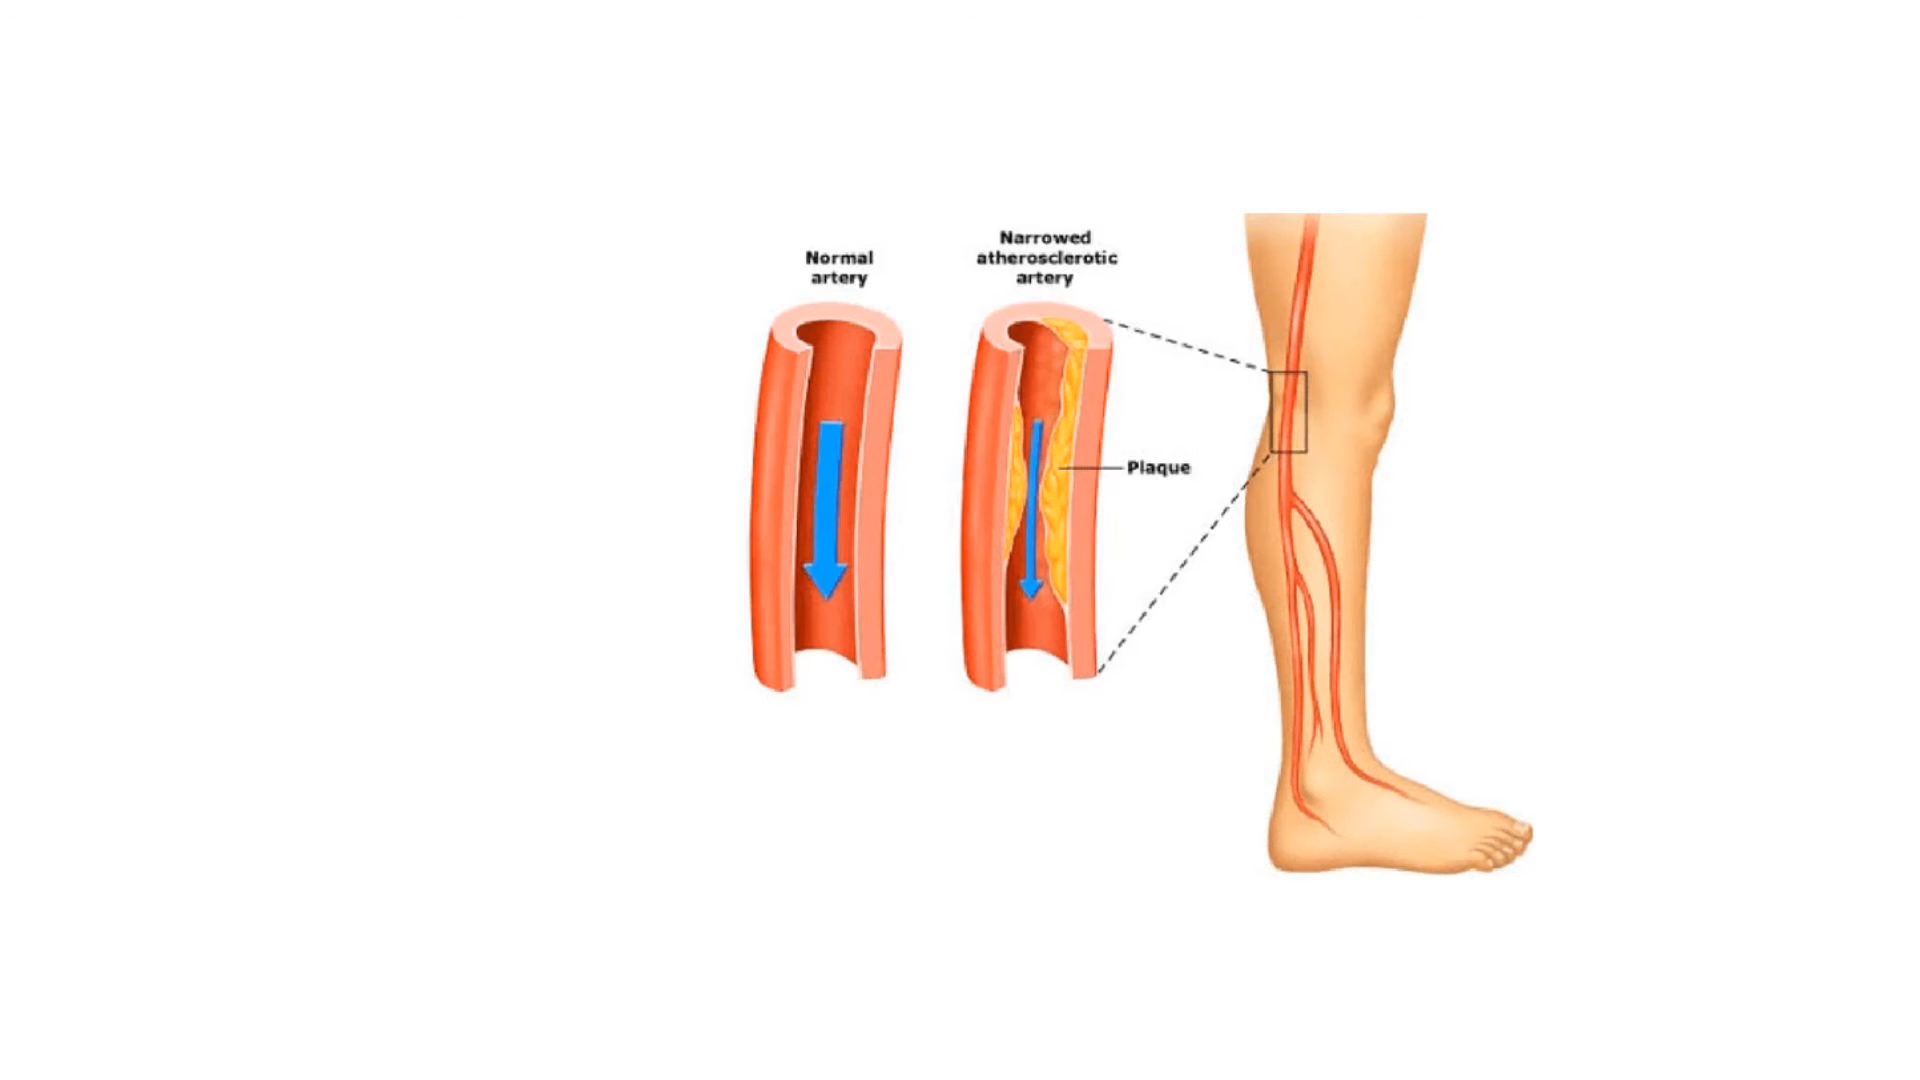 Normal
artery
Narrowed
atherosclerotic
artery
Plaque